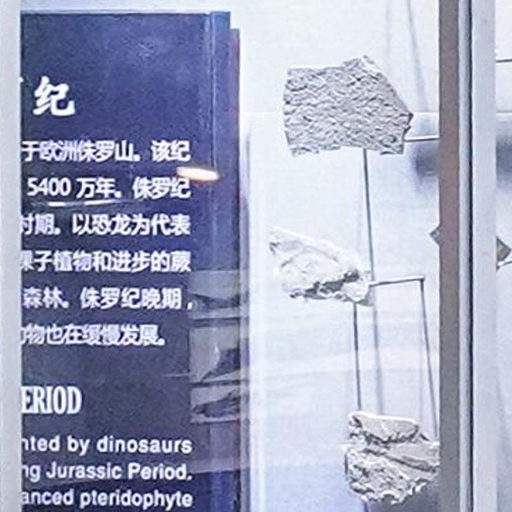 纪
于欧洲侏罗山。该纪
5400 万年。侏罗纪
时期。以恐龙为代表
果子植物和进步的蕨
森林。侏罗纪晚期，
物也在缓慢发展。
ERIOD
nted by dinosaurs
ng Jurassic Period.
anced pteridophyte